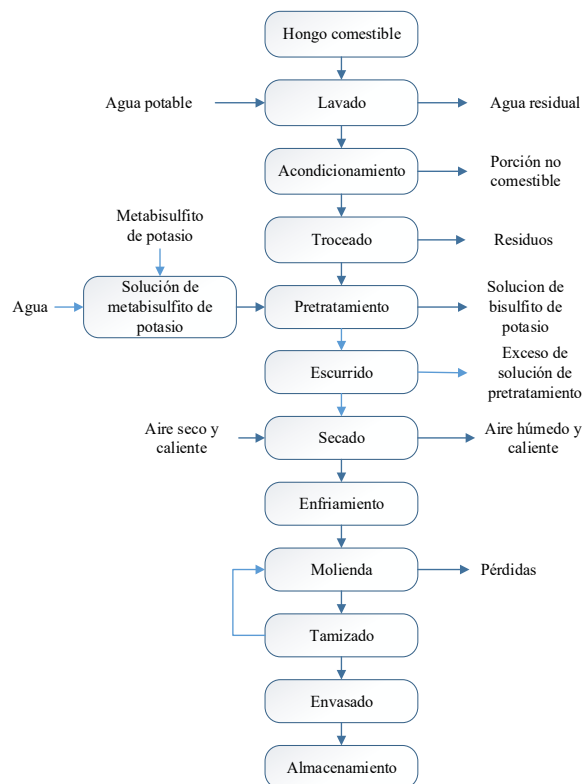 Hongo comestible
Agua potable
Lavado
Agua residual
Acondicionamiento
Porción no
comestible
Metabisulfito
de potasio
Troceado
Residuos
Agua
Solución de
metabisulfito de
potasio
Pretratamiento
Solucion de
bisulfito de
potasio
Escurrido
Exceso de
solución de
pretratamiento
Aire seco y
caliente
Secado
Aire húmedo y
caliente
Enfriamiento
Molienda
Pérdidas
Tamizado
Envasado
Almacenamiento